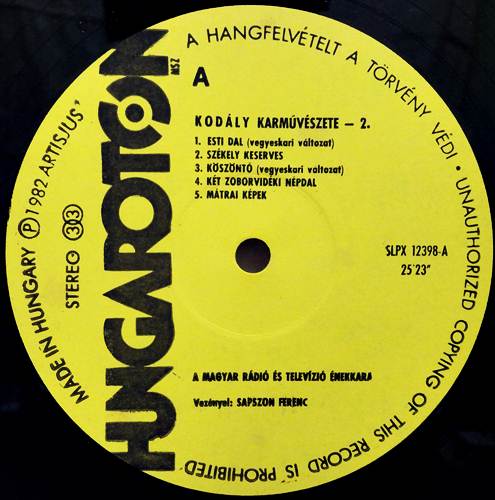 HUNGAROTON
MSZ
A HANGFELVÉTELT A TÖRVÉNY VÉDI • UNAUTHORIZED COPYING OF THIS RECORD IS PROHIBITED
A
KODÁLY KARMŰVÉSZETE – 2.
1. ESTI DAL (vegyeskari változat)
2. SZÉKELY KESERVES
3. KÖSZÖNTŐ (vegyeskari változat)
4. KÉT ZOBORVIDÉKI NÉPDAL
5. MÁTRAI KÉPEK
MADE IN HUNGARY Ⓟ 1982 ARTISJUS'
STEREO 303
SLPX 12398-A
25'23"
A MAGYAR RÁDIÓ ÉS TELEVÍZIÓ ÉNEKKARA
Vezényel: SAPSZON FERENC